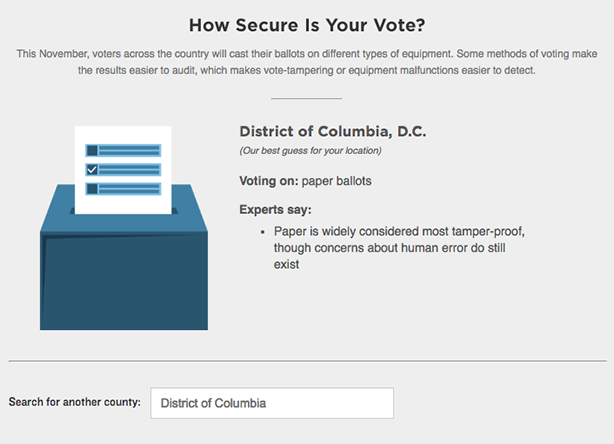 How Secure Is Your Vote?
This November, voters across the country will cast their ballots on different types of equipment. Some methods of voting make
the results easier to audit, which makes vote-tampering or equipment malfunctions easier to detect.
District of Columbia, D.C.
(Our best guess for your location)
Voting on: paper ballots
Experts say:
• Paper is widely considered most tamper-proof,
though concerns about human error do still
exist
Search for another county: District of Columbia